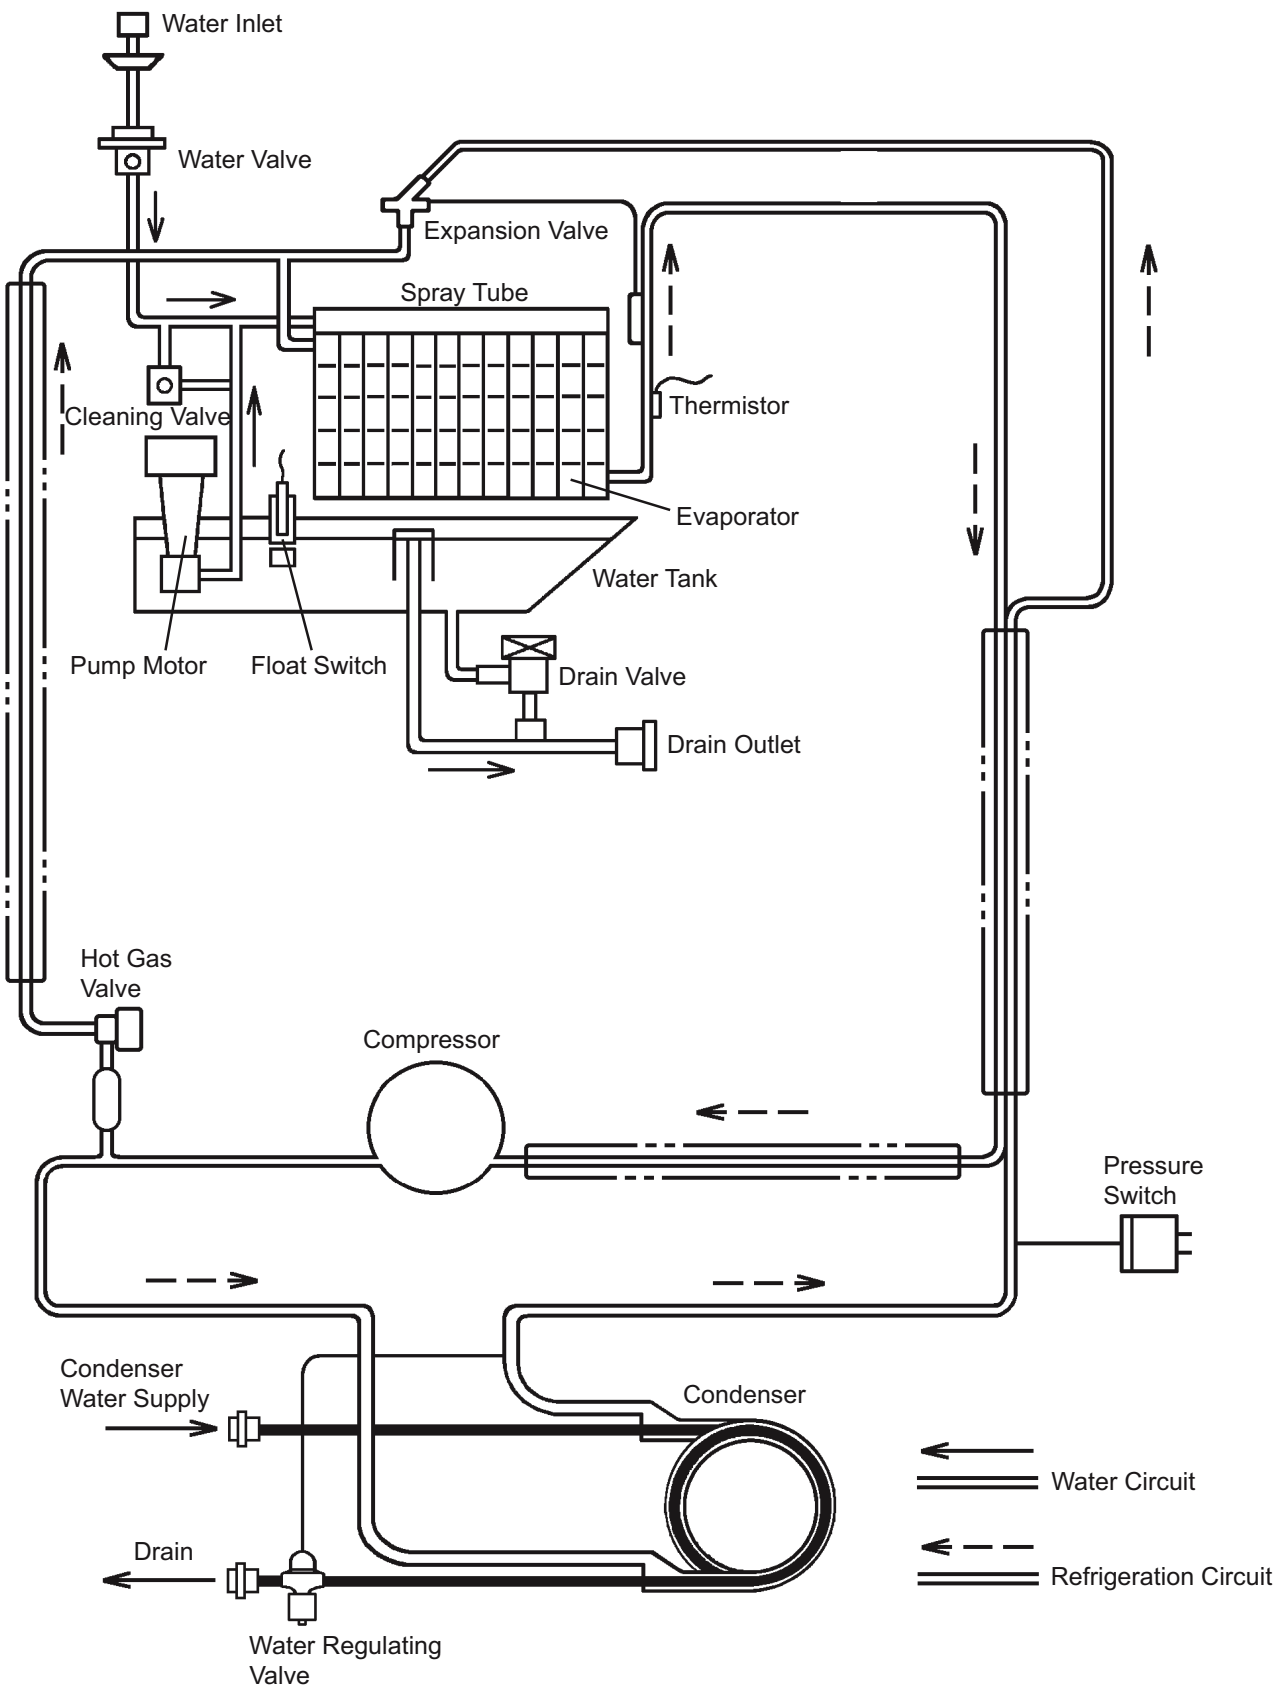 Water Inlet
Water Valve
Expansion Valve
Spray Tube
Thermistor
Cleaning Valve
Evaporator
Water Tank
Pump Motor
Float Switch
Drain Valve
Drain Outlet
Hot Gas
Valve
Compressor
Pressure
Switch
Condenser
Water Supply
Condenser
Water Circuit
Drain
Refrigeration Circuit
Water Regulating
Valve